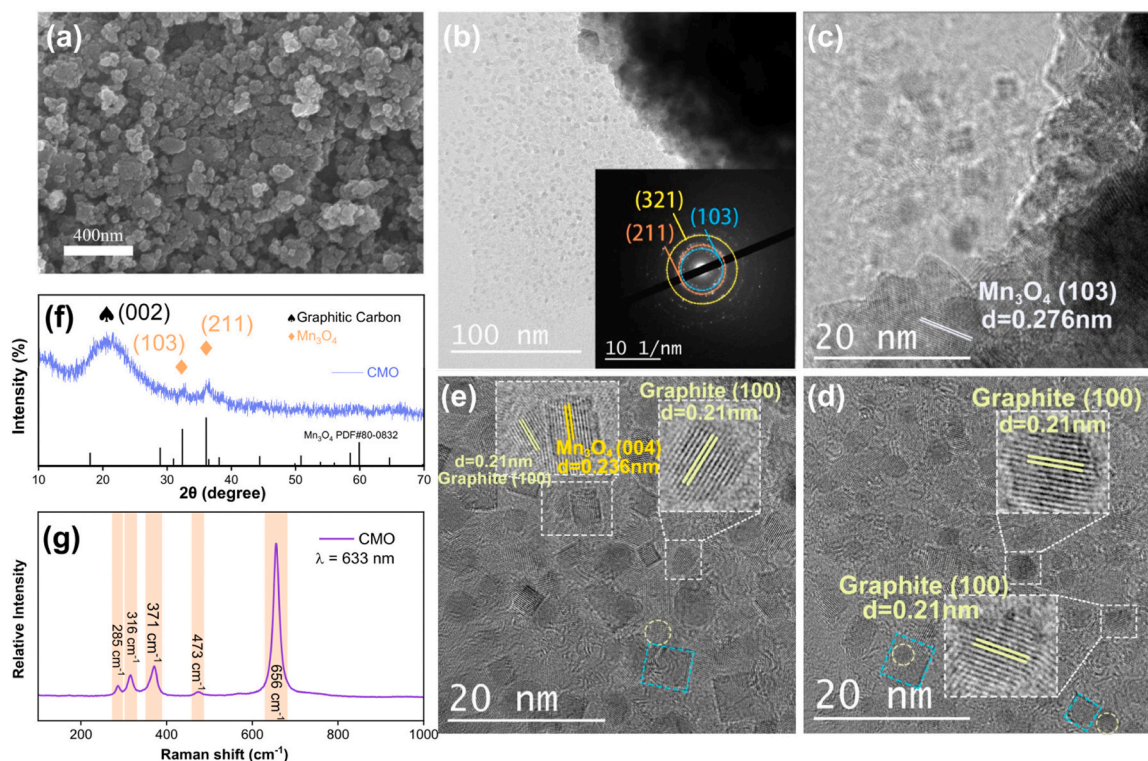 (a)
400nm
(b)
(321)
(103)
(211)
100 nm
10 1/nm
(c)
Mn₃O₄ (103)
d=0.276nm
20 nm
(f)
♠ (002)
(103)
(211)
♠ Graphitic Carbon
♦ Mn₃O₄
CMO
Mn₃O₄ PDF#80-0832
Intensity (%)
10 20 30 40 50 60 70
2θ (degree)
(e)
Graphite (100)
d=0.21nm
Mn₃O₄ (004)
d=0.236nm
d=0.21nm
Graphite (100)
20 nm
(d)
Graphite (100)
d=0.21nm
Graphite (100)
d=0.21nm
20 nm
(g)
CMO
λ = 633 nm
285 cm⁻¹
316 cm⁻¹
371 cm⁻¹
473 cm⁻¹
656 cm⁻¹
Relative Intensity
200 400 600 800 1000
Raman shift (cm⁻¹)